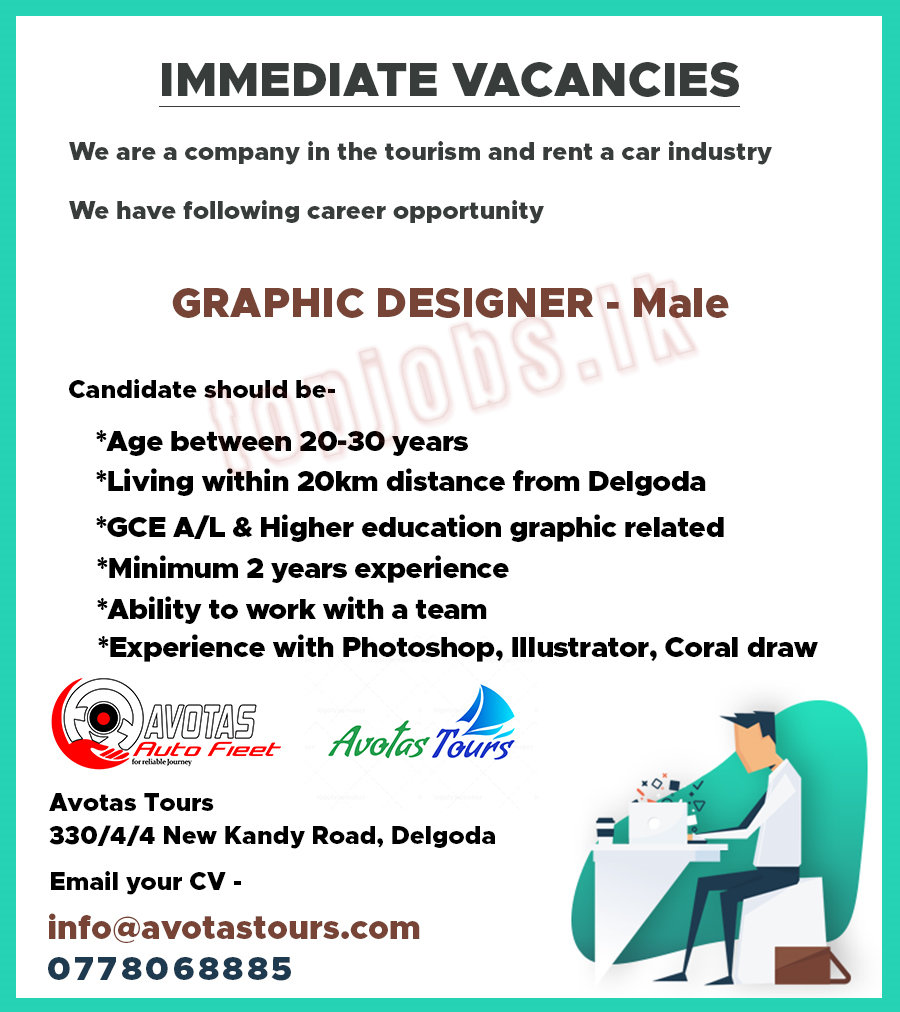 IMMEDIATE VACANCIES
We are a company in the tourism and rent a car industry
We have following career opportunity
GRAPHIC DESIGNER - Male
topjobs.lk
Candidate should be-
*Age between 20-30 years
*Living within 20km distance from Delgoda
*GCE A/L & Higher education graphic related
*Minimum 2 years experience
*Ability to work with a team
*Experience with Photoshop, Illustrator, Coral draw
AVOTAS
Auto Fleet
for reliable Journey
Avotas Tours
Avotas Tours
330/4/4 New Kandy Road, Delgoda
Email your CV -
info@avotastours.com
0778068885